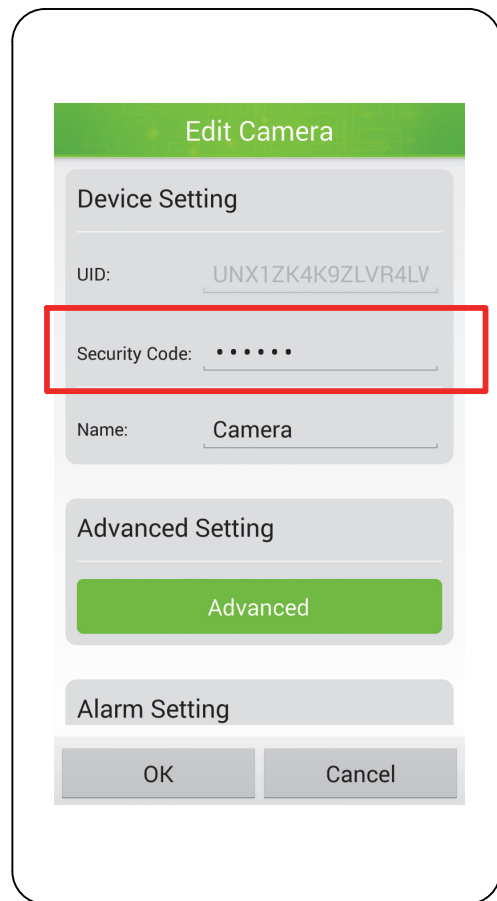 Edit Camera
Device Setting
UID: UNX1ZK4K9ZLVR4LV
Security Code: ••••••
Name: Camera
Advanced Setting
Advanced
Alarm Setting
OK Cancel